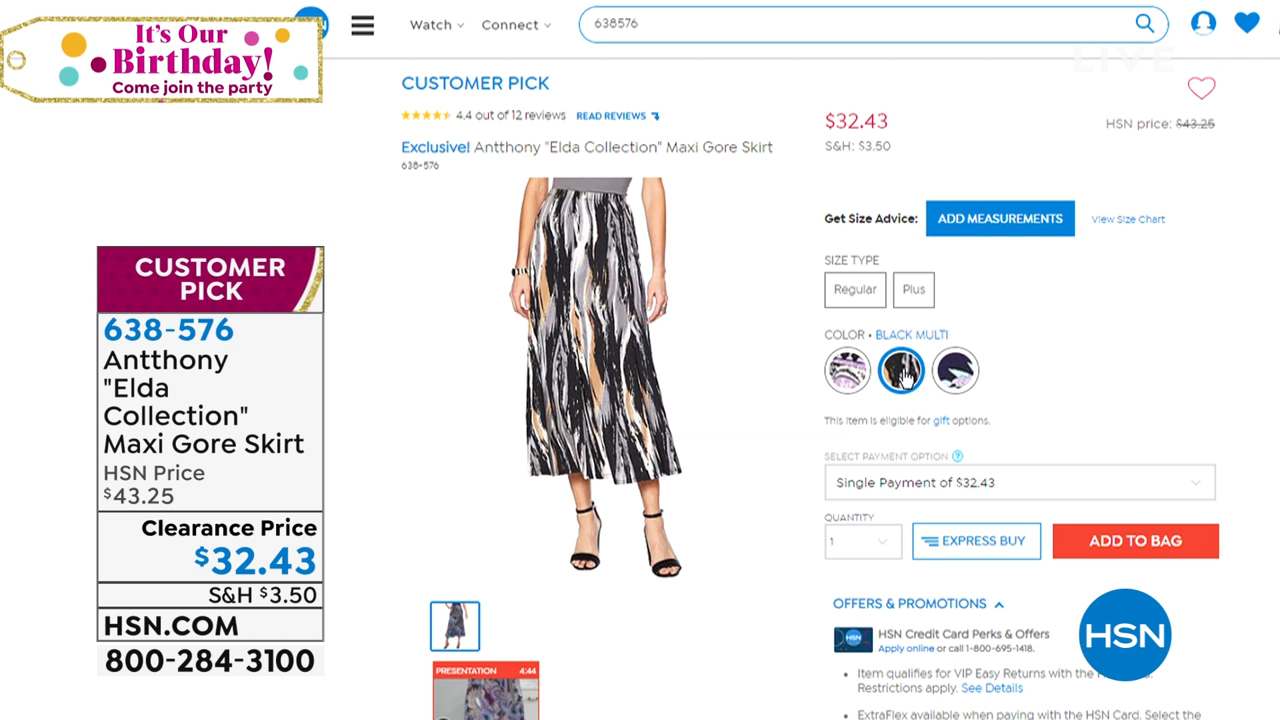 It's Our
Birthday!
Come join the party
Watch
Connect
638576
LIVE
CUSTOMER PICK
4.4 out of 12 reviews READ REVIEWS
Exclusive! Antthony "Elda Collection" Maxi Gore Skirt
638-576
$32.43
HSN price: $43.25
S&H: $3.50
Get Size Advice: ADD MEASUREMENTS View Size Chart
SIZE TYPE
Regular Plus
COLOR • BLACK MULTI
This item is eligible for gift options.
SELECT PAYMENT OPTION ?
Single Payment of $32.43
QUANTITY
1
EXPRESS BUY
ADD TO BAG
OFFERS & PROMOTIONS
HSN
HSN Credit Card Perks & Offers
Apply online or call 1-800-695-1418.
• Item qualifies for VIP Easy Returns with the
Restrictions apply. See Details
• ExtraFlex available when paying with the HSN Card. Select the
HSN
PRESENTATION 4:44
CUSTOMER
PICK
638-576
Antthony
"Elda
Collection"
Maxi Gore Skirt
HSN Price
$43.25
Clearance Price
$32.43
S&H $3.50
HSN.COM
800-284-3100